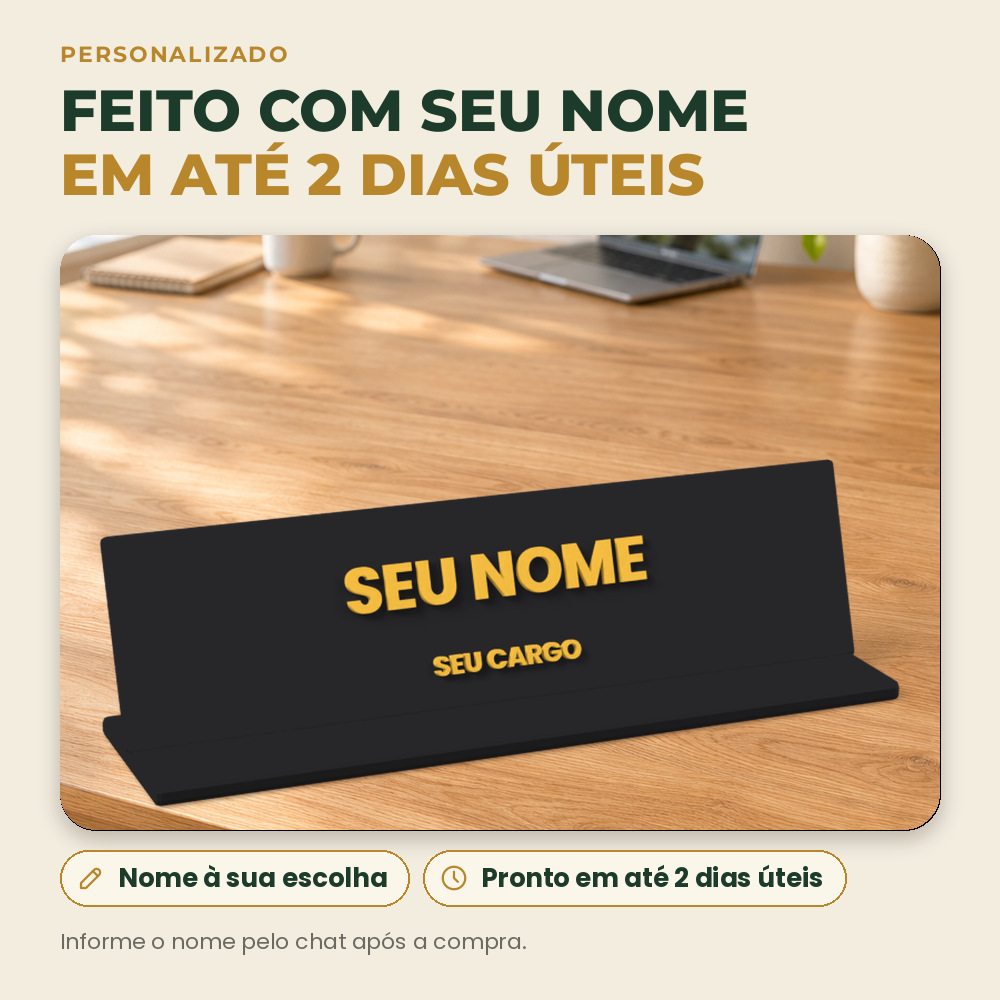 PERSONALIZADO
FEITO COM SEU NOME
EM ATÉ 2 DIAS ÚTEIS
SEU NOME
SEU CARGO
Nome à sua escolha
Pronto em até 2 dias úteis
Informe o nome pelo chat após a compra.